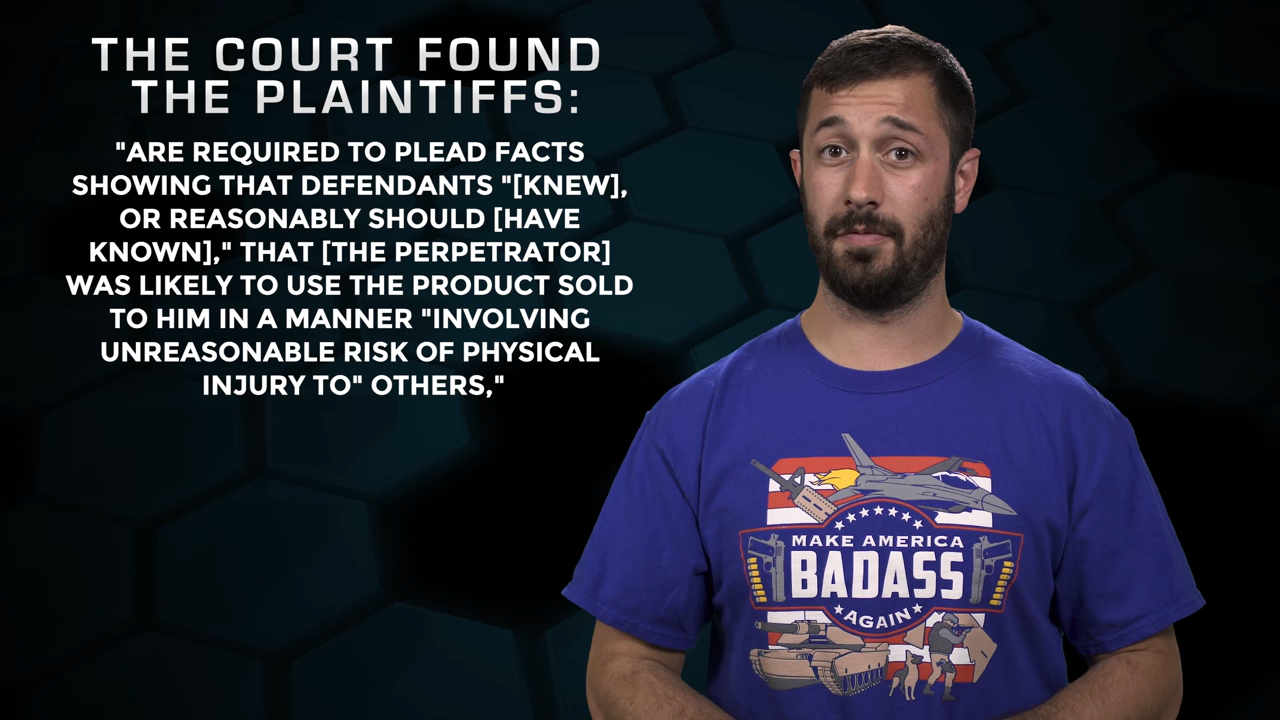 THE COURT FOUND
THE PLAINTIFFS:
"ARE REQUIRED TO PLEAD FACTS
SHOWING THAT DEFENDANTS "[KNEW],
OR REASONABLY SHOULD [HAVE
KNOWN]," THAT [THE PERPETRATOR]
WAS LIKELY TO USE THE PRODUCT SOLD
TO HIM IN A MANNER "INVOLVING
UNREASONABLE RISK OF PHYSICAL
INJURY TO" OTHERS,"
MAKE AMERICA
BADASS
AGAIN